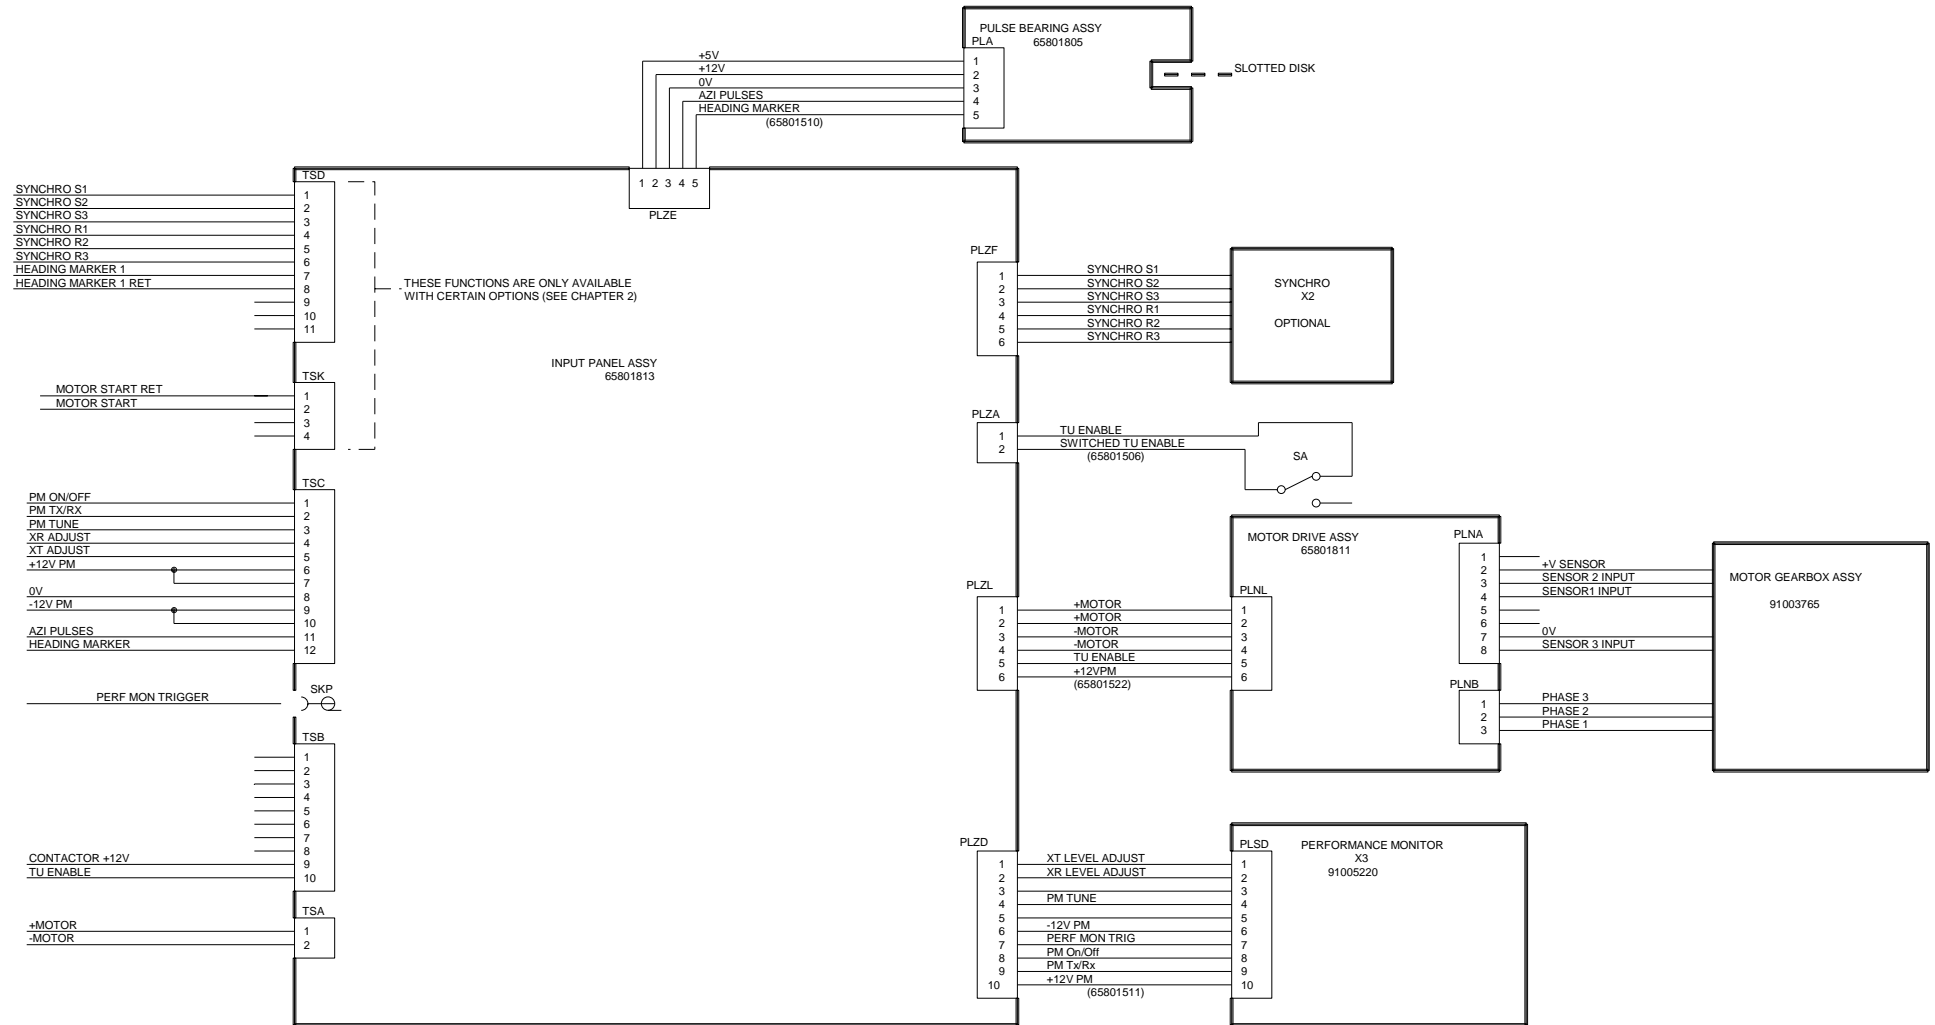 PULSE BEARING ASSY
65801805
PLA
1
2
3
4
5
SLOTTED DISK
+5V
+12V
0V
AZI PULSES
HEADING MARKER
(65801510)
1 2 3 4 5
PLZE
INPUT PANEL ASSY
65801813
TSD
SYNCHRO S1 1
SYNCHRO S2 2
SYNCHRO S3 3
SYNCHRO R1 4
SYNCHRO R2 5
SYNCHRO R3 6
HEADING MARKER 1 7
HEADING MARKER 1 RET 8
9
10
11
THESE FUNCTIONS ARE ONLY AVAILABLE
WITH CERTAIN OPTIONS (SEE CHAPTER 2)
TSK
MOTOR START RET 1
MOTOR START 2
3
4
TSC
PM ON/OFF 1
PM TX/RX 2
PM TUNE 3
XR ADJUST 4
XT ADJUST 5
+12V PM 6
7
0V 8
-12V PM 9
10
AZI PULSES 11
HEADING MARKER 12
PERF MON TRIGGER SKP
TSB
1
2
3
4
5
6
7
8
CONTACTOR +12V 9
TU ENABLE 10
TSA
+MOTOR 1
-MOTOR 2
PLZF
1 SYNCHRO S1
2 SYNCHRO S2
3 SYNCHRO S3
4 SYNCHRO R1
5 SYNCHRO R2
6 SYNCHRO R3
SYNCHRO
X2
OPTIONAL
PLZA
1 TU ENABLE
2 SWITCHED TU ENABLE
(65801506)
SA
PLZL PLNL
1 +MOTOR 1
2 +MOTOR 2
3 -MOTOR 3
4 -MOTOR 4
5 TU ENABLE 5
6 +12VPM 6
(65801522)
MOTOR DRIVE ASSY
65801811
PLNA
1
2 +V SENSOR
3 SENSOR 2 INPUT
4 SENSOR1 INPUT
5
6
7 0V
8 SENSOR 3 INPUT
PLNB
1 PHASE 3
2 PHASE 2
3 PHASE 1
MOTOR GEARBOX ASSY
91003765
PLZD PLSD
1 XT LEVEL ADJUST 1
2 XR LEVEL ADJUST 2
3 3
4 PM TUNE 4
5 5
6 -12V PM 6
7 PERF MON TRIG 7
8 PM On/Off 8
9 PM Tx/Rx 9
10 +12V PM 10
(65801511)
PERFORMANCE MONITOR
X3
91005220